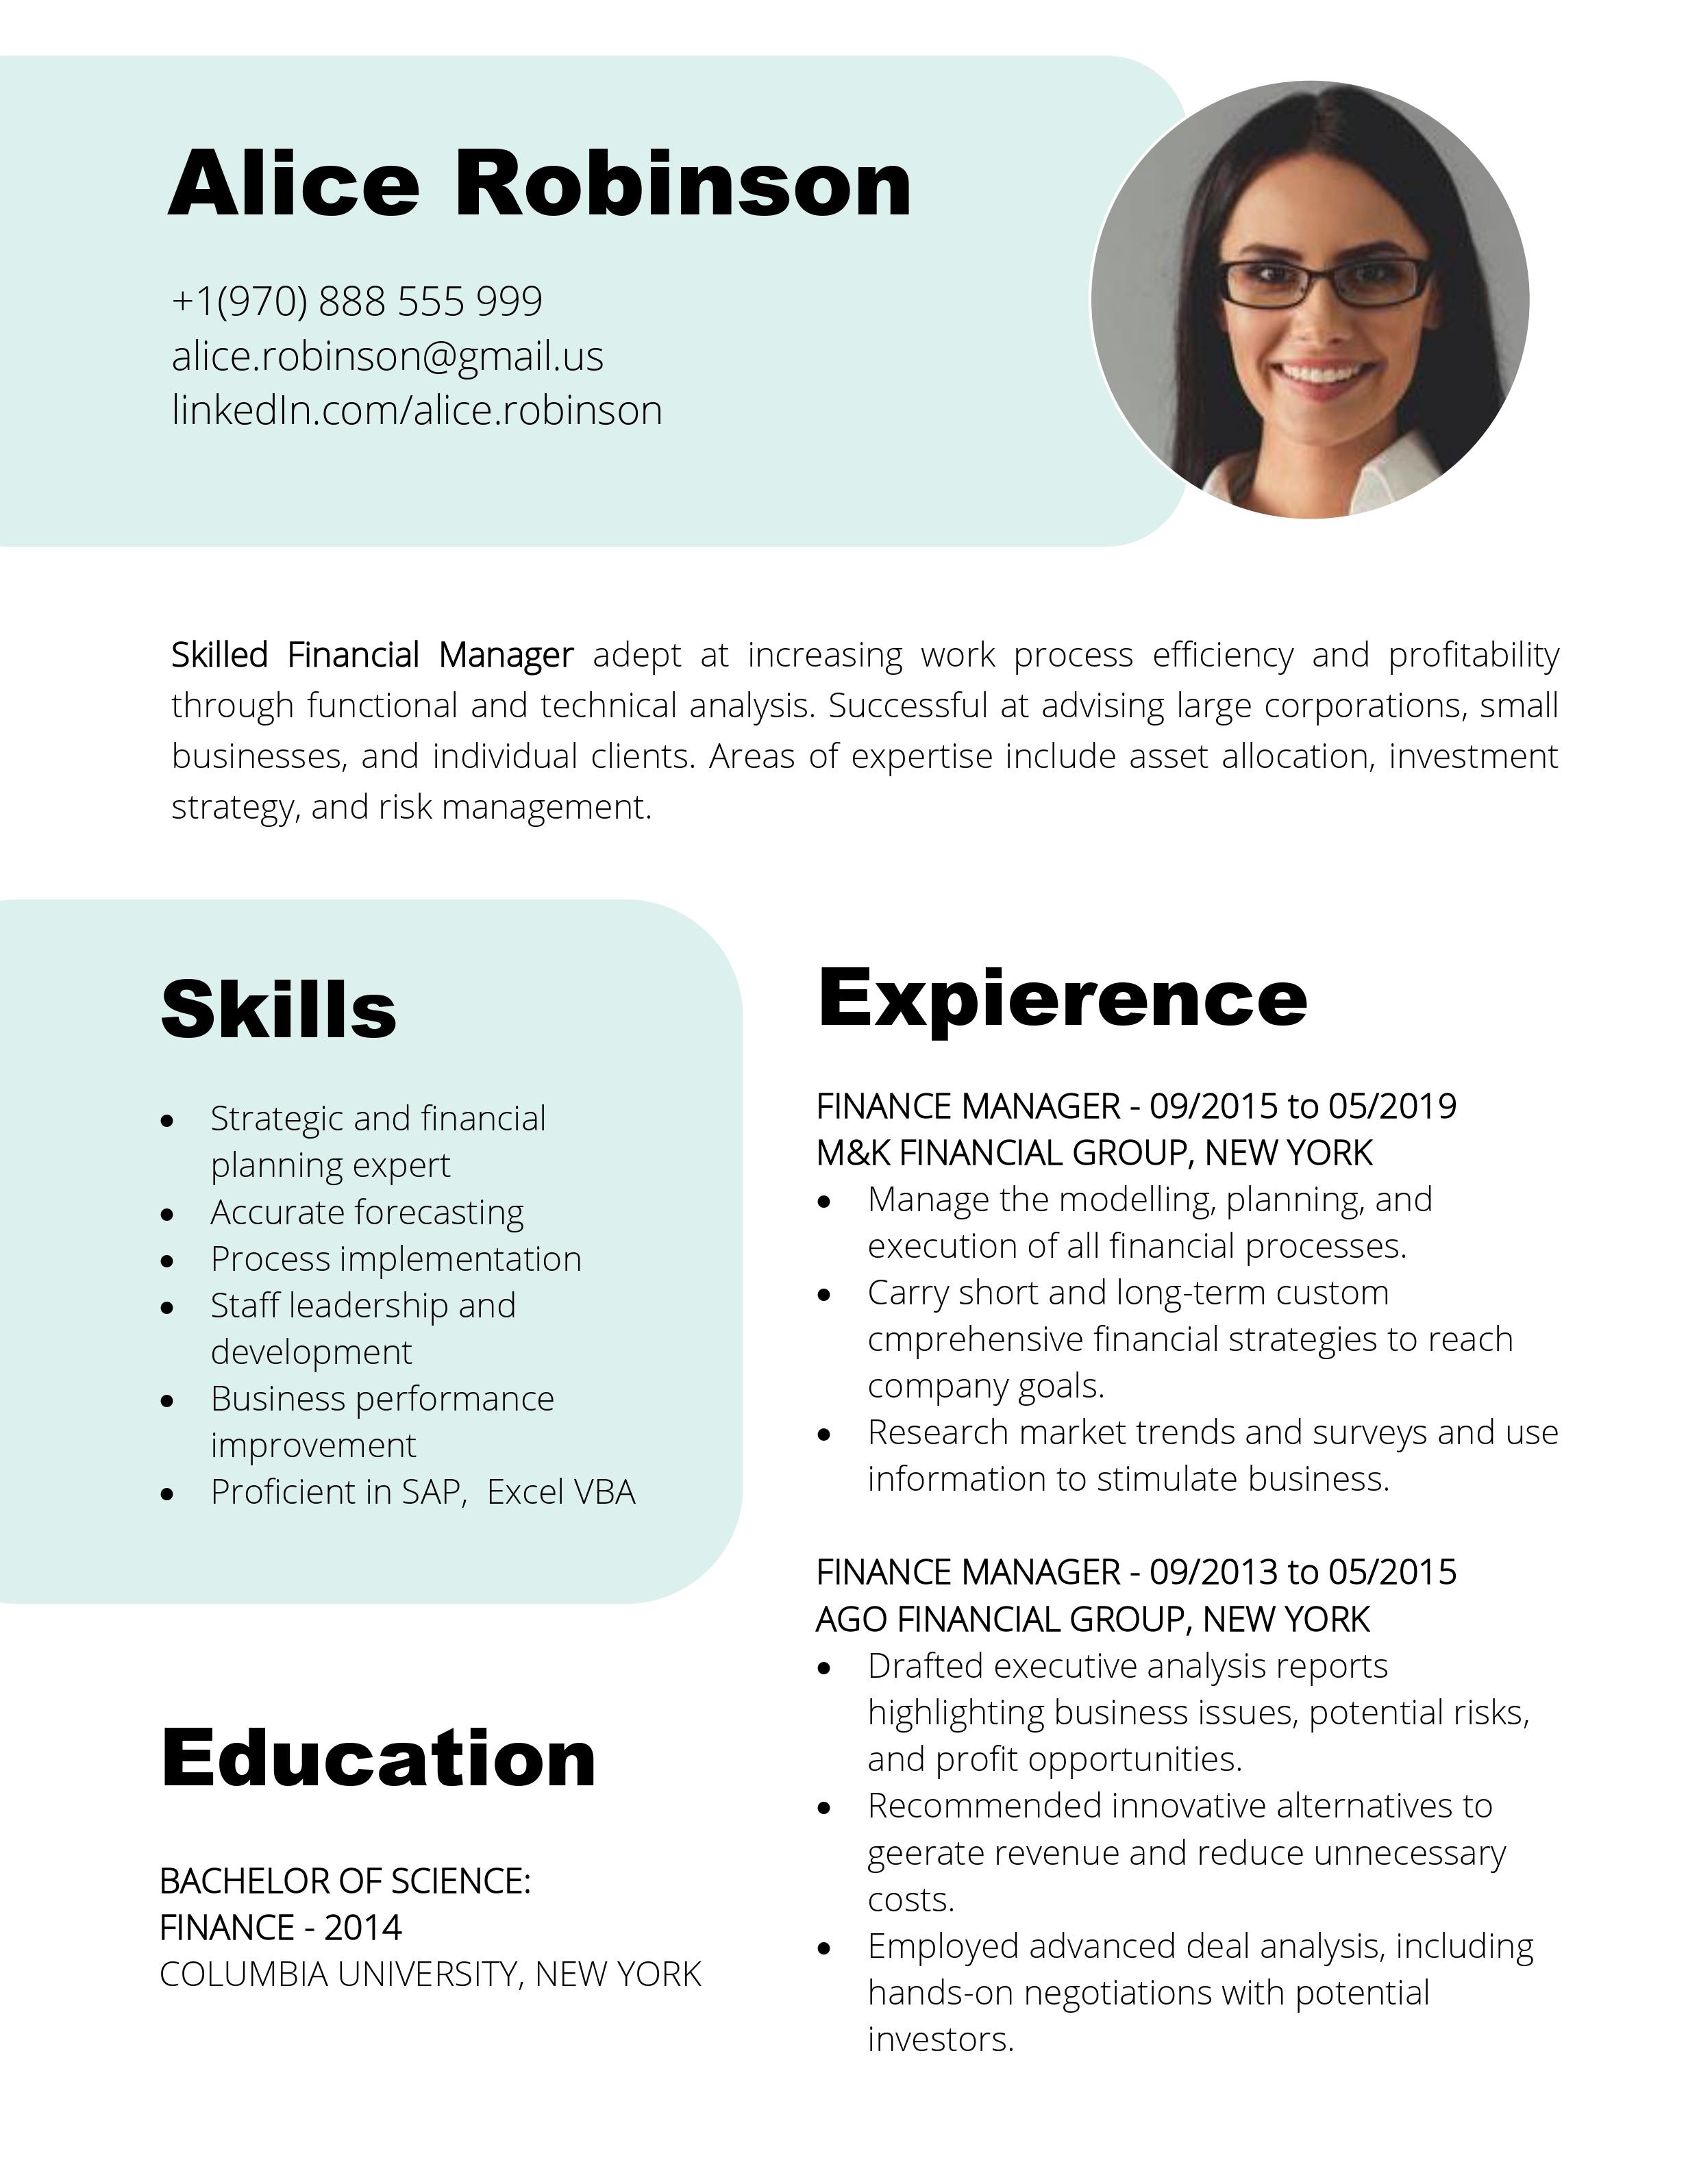 Alice Robinson
+1(970) 888 555 999
alice.robinson@gmail.us
linkedIn.com/alice.robinson
Skilled Financial Manager adept at increasing work process efficiency and profitability
through functional and technical analysis. Successful at advising large corporations, small
businesses, and individual clients. Areas of expertise include asset allocation, investment
strategy, and risk management.
Skills
• Strategic and financial
planning expert
• Accurate forecasting
• Process implementation
• Staff leadership and
development
• Business performance
improvement
• Proficient in SAP,  Excel VBA
Education
BACHELOR OF SCIENCE:
FINANCE - 2014
COLUMBIA UNIVERSITY, NEW YORK
Expierence
FINANCE MANAGER - 09/2015 to 05/2019
M&K FINANCIAL GROUP, NEW YORK
• Manage the modelling, planning, and
execution of all financial processes.
• Carry short and long-term custom
cmprehensive financial strategies to reach
company goals.
• Research market trends and surveys and use
information to stimulate business.
FINANCE MANAGER - 09/2013 to 05/2015
AGO FINANCIAL GROUP, NEW YORK
• Drafted executive analysis reports
highlighting business issues, potential risks,
and profit opportunities.
• Recommended innovative alternatives to
geerate revenue and reduce unnecessary
costs.
• Employed advanced deal analysis, including
hands-on negotiations with potential
investors.